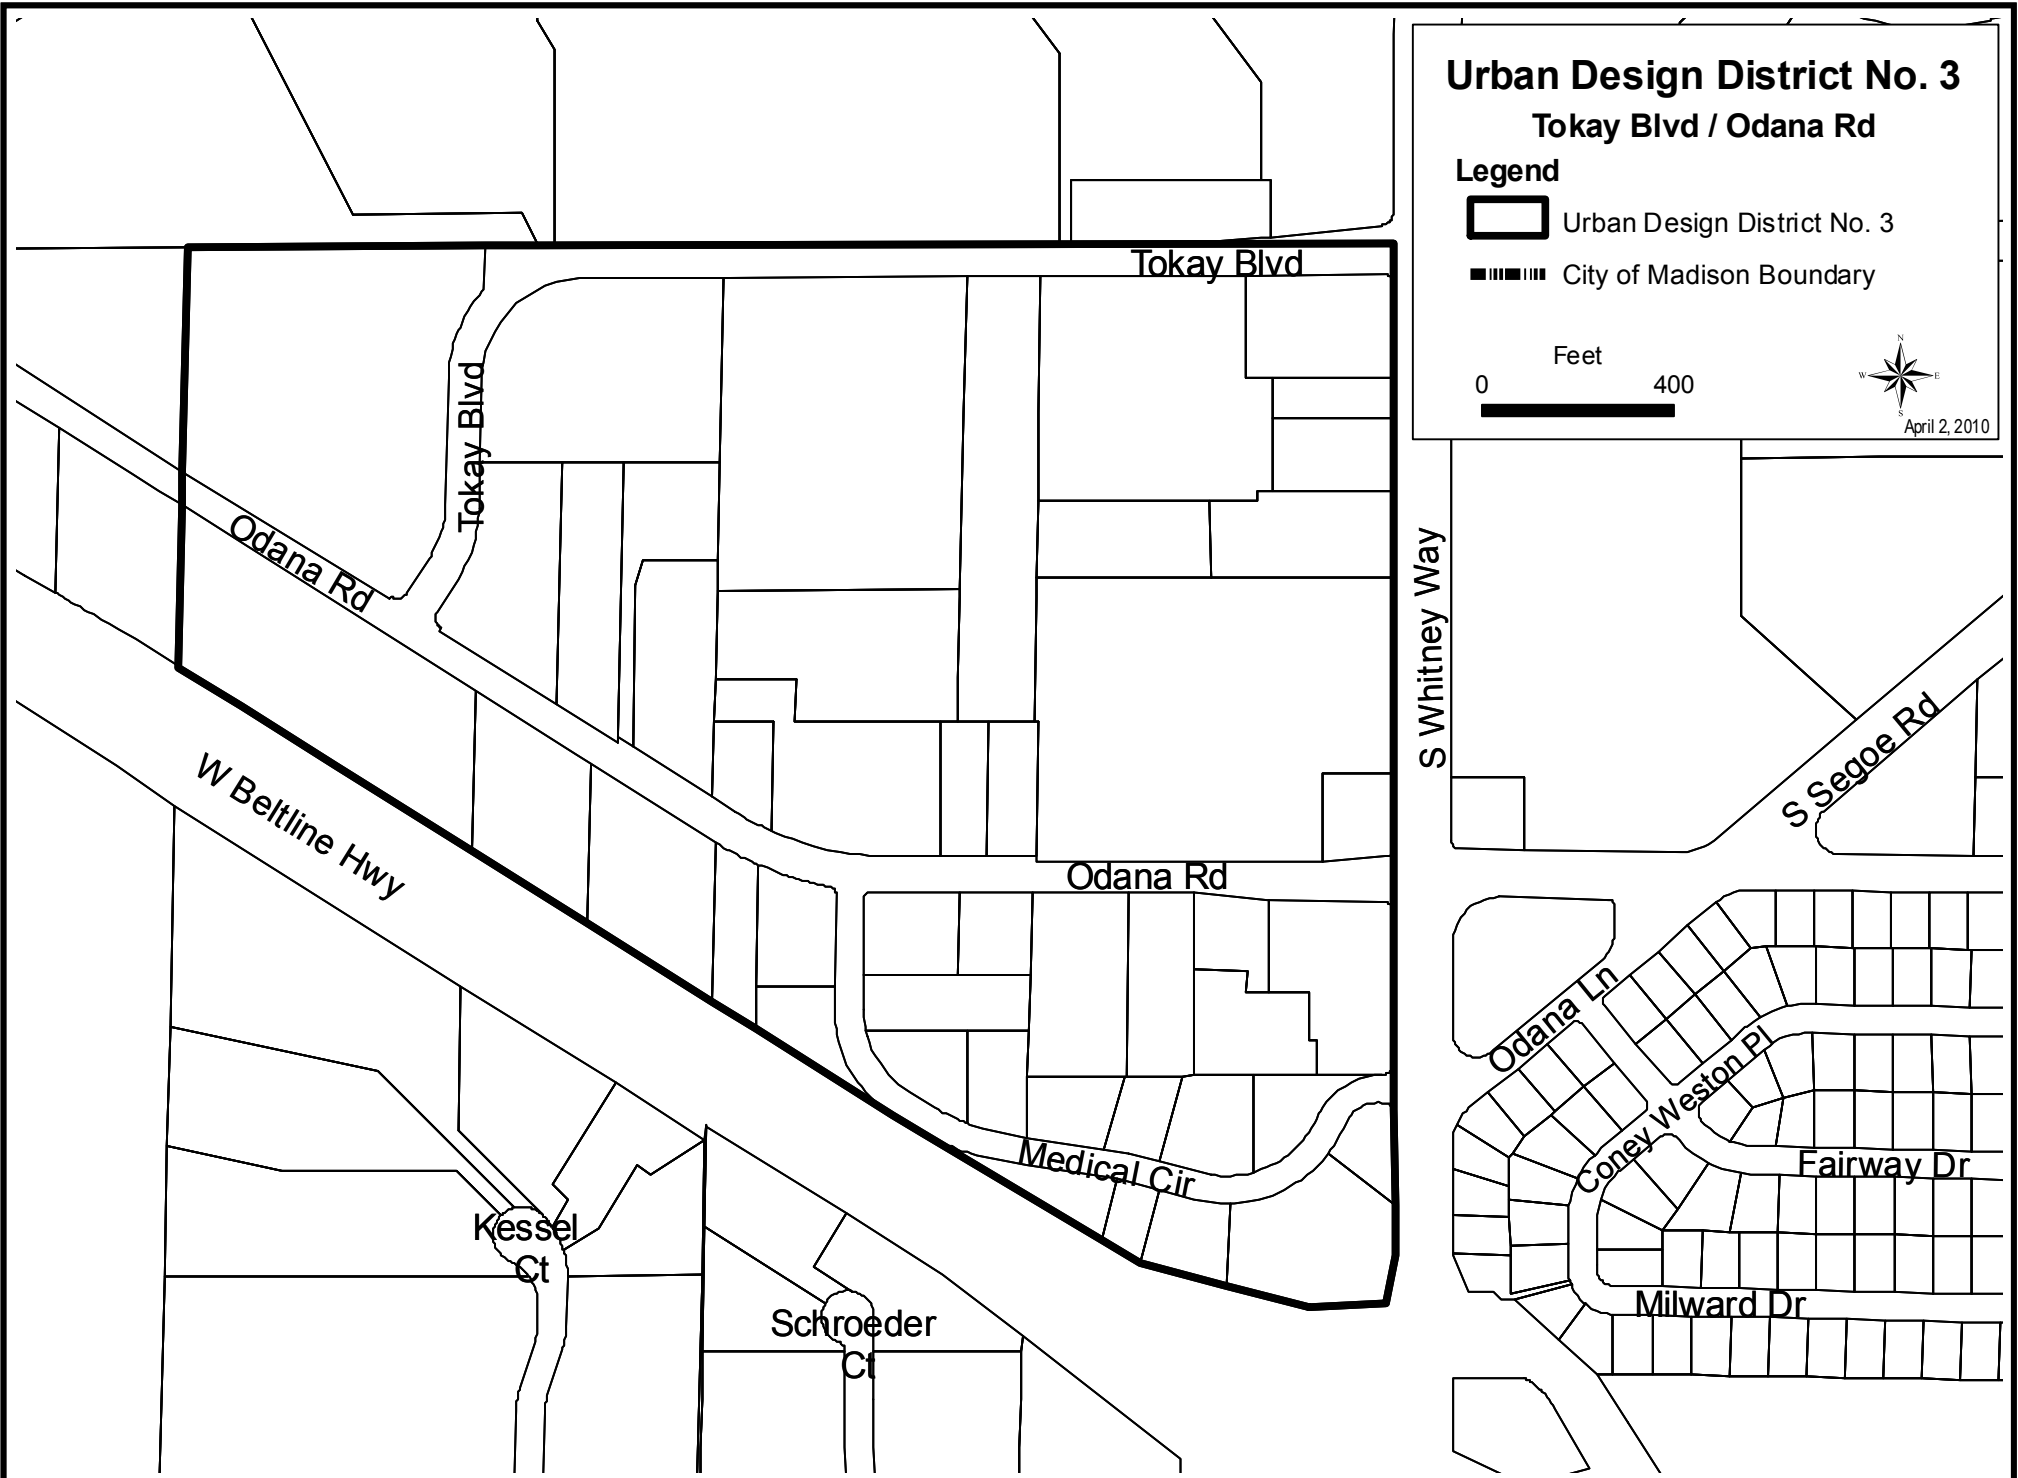 Urban Design District No. 3
Tokay Blvd / Odana Rd
Legend
Urban Design District No. 3
City of Madison Boundary
Feet
0 400
N
W E
S
April 2, 2010
Tokay Blvd
Tokay Blvd
Odana Rd
S Whitney Way
S Segoe Rd
W Beltline Hwy
Odana Rd
Odana Ln
Coney Weston Pl
Medical Cir
Fairway Dr
Kessel
Ct
Milward Dr
Schroeder
Ct